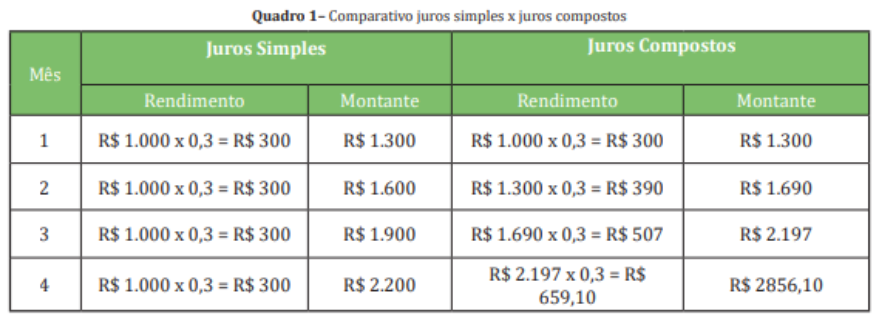 Quadro 1– Comparativo juros simples x juros compostos
Mês
Juros Simples
Juros Compostos
Rendimento
Montante
Rendimento
Montante
1
R$ 1.000 x 0,3 = R$ 300
R$ 1.300
R$ 1.000 x 0,3 = R$ 300
R$ 1.300
2
R$ 1.000 x 0,3 = R$ 300
R$ 1.600
R$ 1.300 x 0,3 = R$ 390
R$ 1.690
3
R$ 1.000 x 0,3 = R$ 300
R$ 1.900
R$ 1.690 x 0,3 = R$ 507
R$ 2.197
4
R$ 1.000 x 0,3 = R$ 300
R$ 2.200
R$ 2.197 x 0,3 = R$
659,10
R$ 2856,10